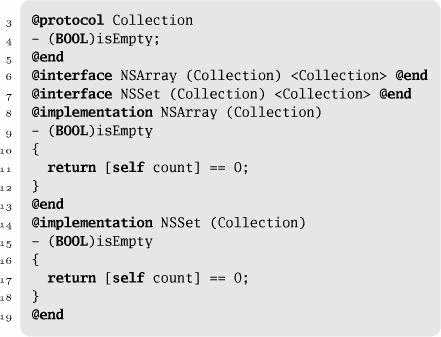 3 @protocol Collection
4 – (BOOL)isEmpty;
5 @end
6 @interface NSArray (Collection) <Collection> @end
7 @interface NSSet (Collection) <Collection> @end
8 @implementation NSArray (Collection)
9 – (BOOL)isEmpty
10 {
11   return [self count] == 0;
12 }
13 @end
14 @implementation NSSet (Collection)
15 – (BOOL)isEmpty
16 {
17   return [self count] == 0;
18 }
19 @end